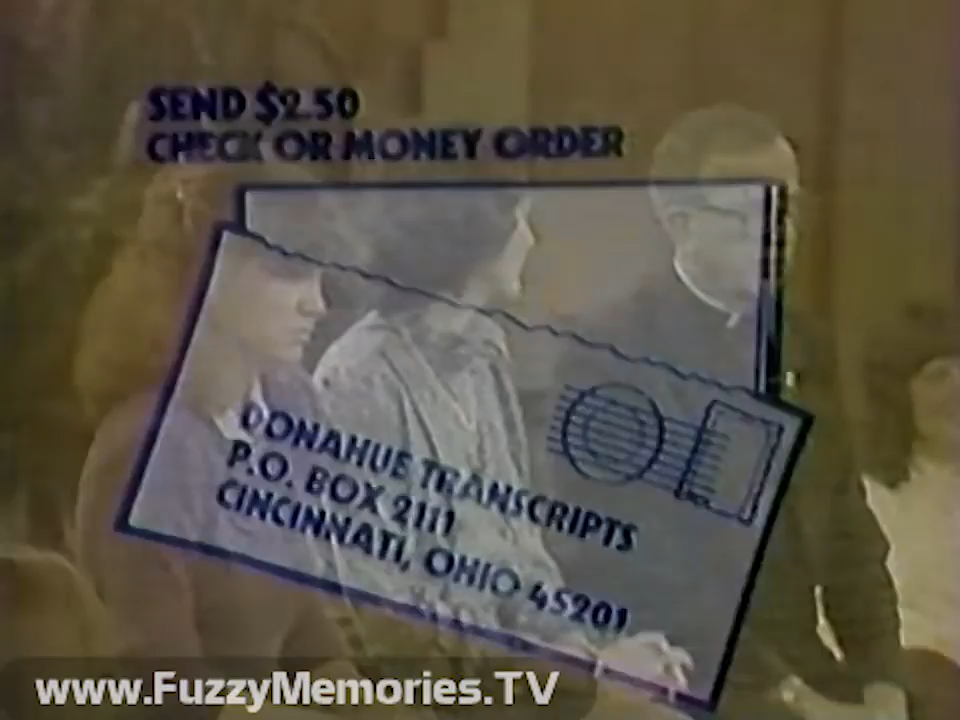 SEND $2.50
CHECK OR MONEY ORDER
DONAHUE TRANSCRIPTS
P.O. BOX 2111
CINCINNATI, OHIO 45201
www.FuzzyMemories.TV